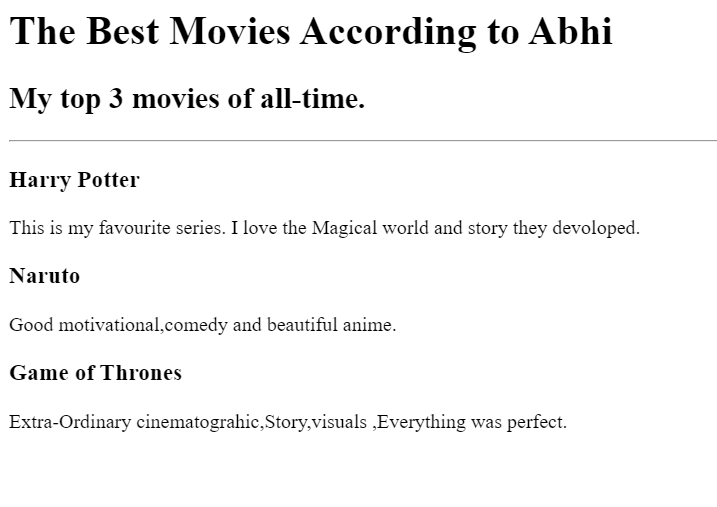 The Best Movies According to Abhi
My top 3 movies of all-time.
Harry Potter
This is my favourite series. I love the Magical world and story they devoloped.
Naruto
Good motivational,comedy and beautiful anime.
Game of Thrones
Extra-Ordinary cinematograhic,Story,visuals ,Everything was perfect.